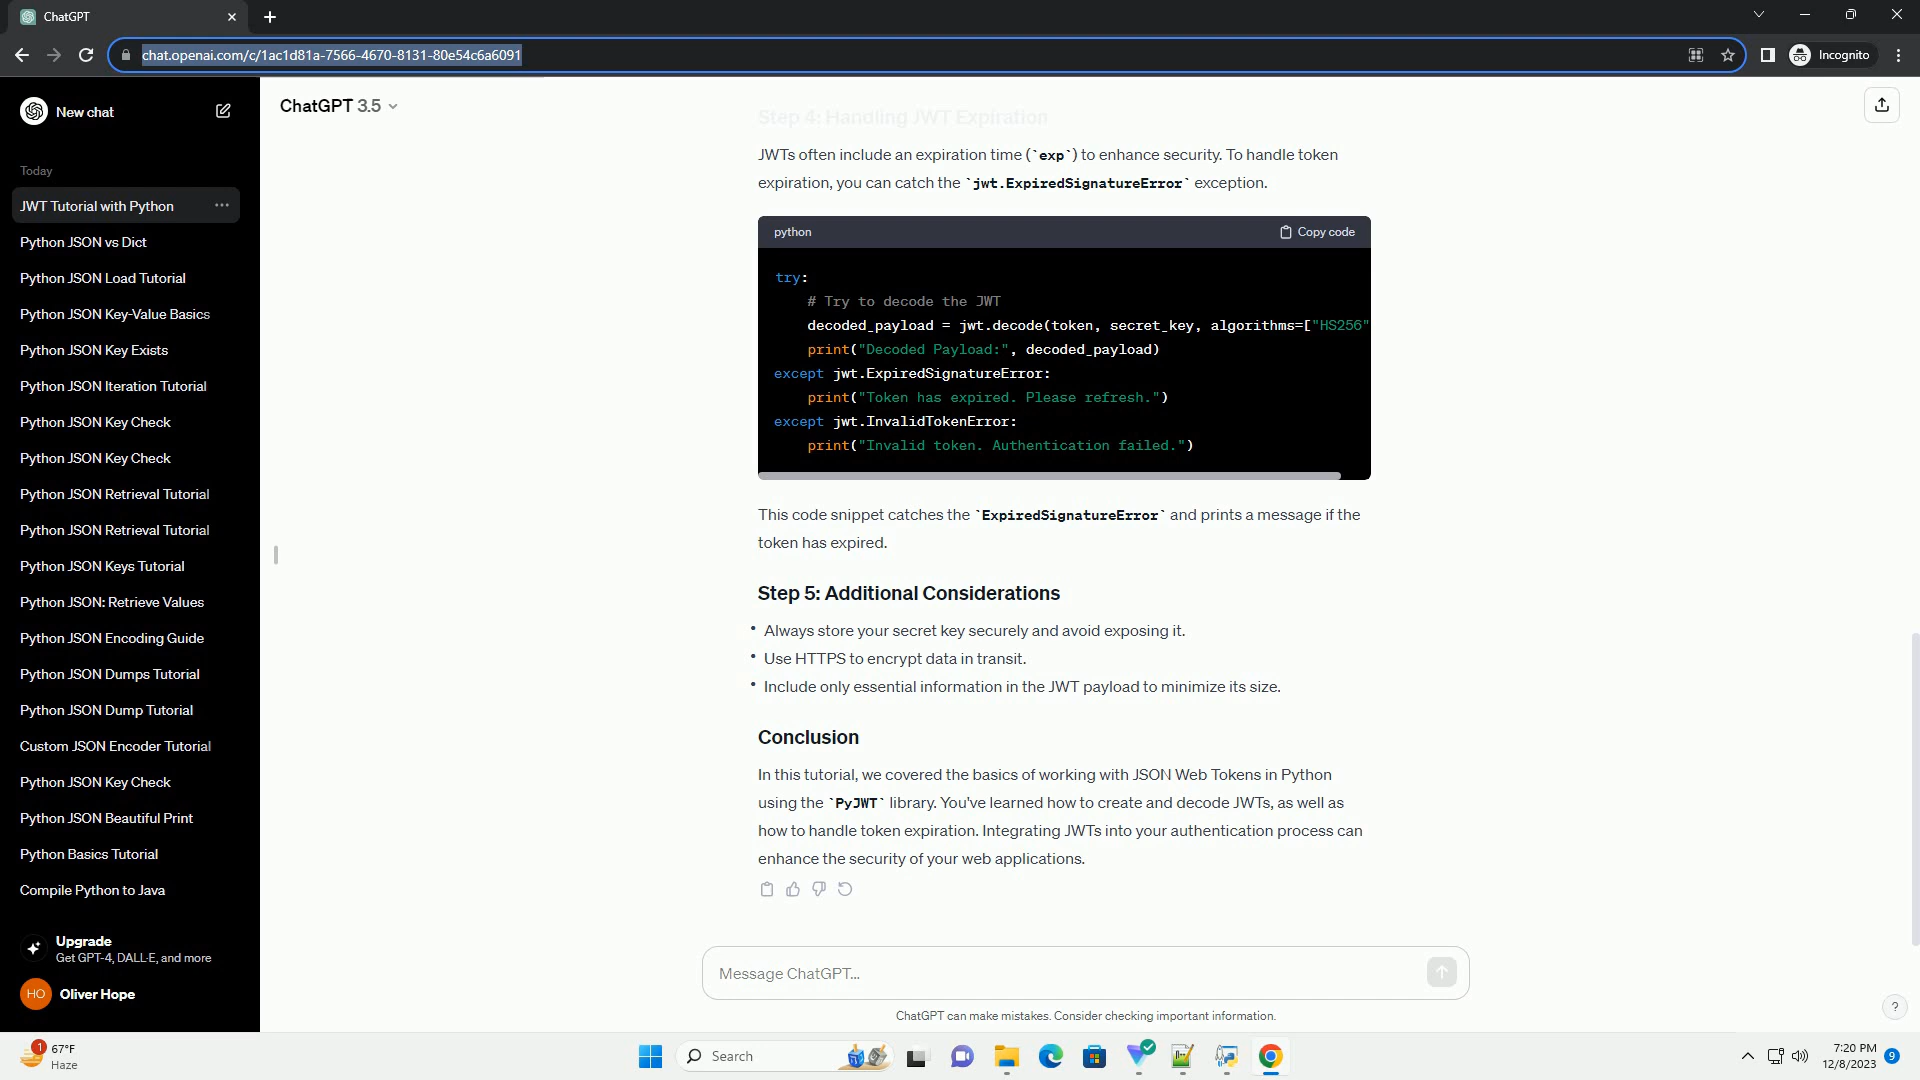 ChatGPT
chat.openai.com/c/1ac1d81a-7566-4670-8131-80e54c6a6091
Incognito
New chat
Today
JWT Tutorial with Python
Python JSON vs Dict
Python JSON Load Tutorial
Python JSON Key-Value Basics
Python JSON Key Exists
Python JSON Iteration Tutorial
Python JSON Key Check
Python JSON Key Check
Python JSON Retrieval Tutorial
Python JSON Retrieval Tutorial
Python JSON Keys Tutorial
Python JSON: Retrieve Values
Python JSON Encoding Guide
Python JSON Dumps Tutorial
Python JSON Dump Tutorial
Custom JSON Encoder Tutorial
Python JSON Key Check
Python JSON Beautiful Print
Python Basics Tutorial
Compile Python to Java
Upgrade
Get GPT-4, DALL·E, and more
HO
Oliver Hope
ChatGPT 3.5
Step 4: Handling JWT Expiration
JWTs often include an expiration time (`exp`) to enhance security. To handle token
expiration, you can catch the `jwt.ExpiredSignatureError` exception.
python
Copy code
try:
# Try to decode the JWT
decoded_payload = jwt.decode(token, secret_key, algorithms=["HS256"
print("Decoded Payload:", decoded_payload)
except jwt.ExpiredSignatureError:
print("Token has expired. Please refresh.")
except jwt.InvalidTokenError:
print("Invalid token. Authentication failed.")
This code snippet catches the `ExpiredSignatureError` and prints a message if the
token has expired.
Step 5: Additional Considerations
• Always store your secret key securely and avoid exposing it.
• Use HTTPS to encrypt data in transit.
• Include only essential information in the JWT payload to minimize its size.
Conclusion
In this tutorial, we covered the basics of working with JSON Web Tokens in Python
using the `PyJWT` library. You've learned how to create and decode JWTs, as well as
how to handle token expiration. Integrating JWTs into your authentication process can
enhance the security of your web applications.
Message ChatGPT...
ChatGPT can make mistakes. Consider checking important information.
?
1
67°F
Haze
Search
7:20 PM
12/8/2023
9